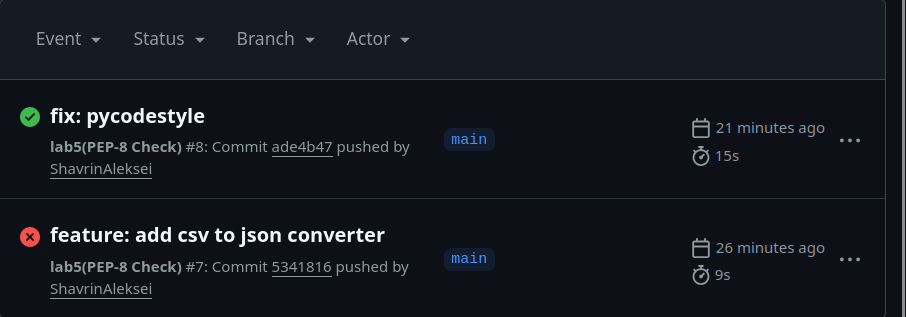 Event Status Branch Actor
fix: pycodestyle
lab5(PEP-8 Check) #8: Commit ade4b47 pushed by
ShavrinAleksei
main
21 minutes ago
15s
feature: add csv to json converter
lab5(PEP-8 Check) #7: Commit 5341816 pushed by
ShavrinAleksei
main
26 minutes ago
9s